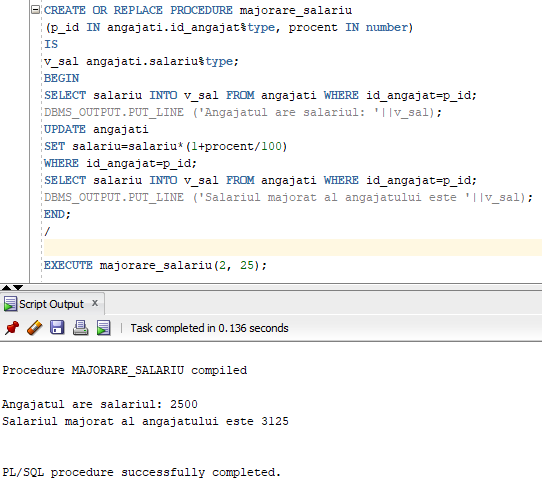 CREATE OR REPLACE PROCEDURE majorare_salariu
(p_id IN angajati.id_angajat%type, procent IN number)
IS
v_sal angajati.salariu%type;
BEGIN
SELECT salariu INTO v_sal FROM angajati WHERE id_angajat=p_id;
DBMS_OUTPUT.PUT_LINE ('Angajatul are salariul: '||v_sal);
UPDATE angajati
SET salariu=salariu*(1+procent/100)
WHERE id_angajat=p_id;
SELECT salariu INTO v_sal FROM angajati WHERE id_angajat=p_id;
DBMS_OUTPUT.PUT_LINE ('Salariul majorat al angajatului este '||v_sal);
END;
/
EXECUTE majorare_salariu(2, 25);
Script Output x
Task completed in 0.136 seconds
Procedure MAJORARE_SALARIU compiled
Angajatul are salariul: 2500
Salariul majorat al angajatului este 3125
PL/SQL procedure successfully completed.